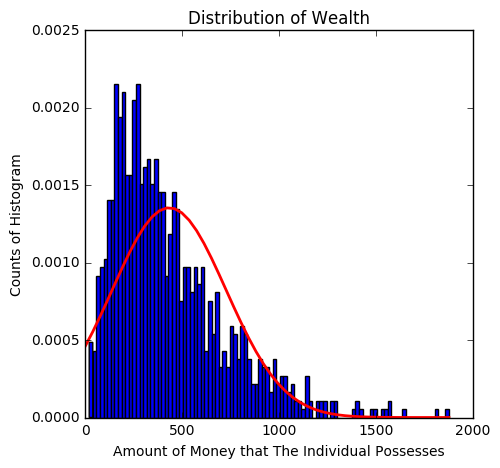 Distribution of Wealth
0.0025
0.0020
0.0015
0.0010
0.0005
0.0000
Counts of Histogram
0 500 1000 1500 2000
Amount of Money that The Individual Possesses